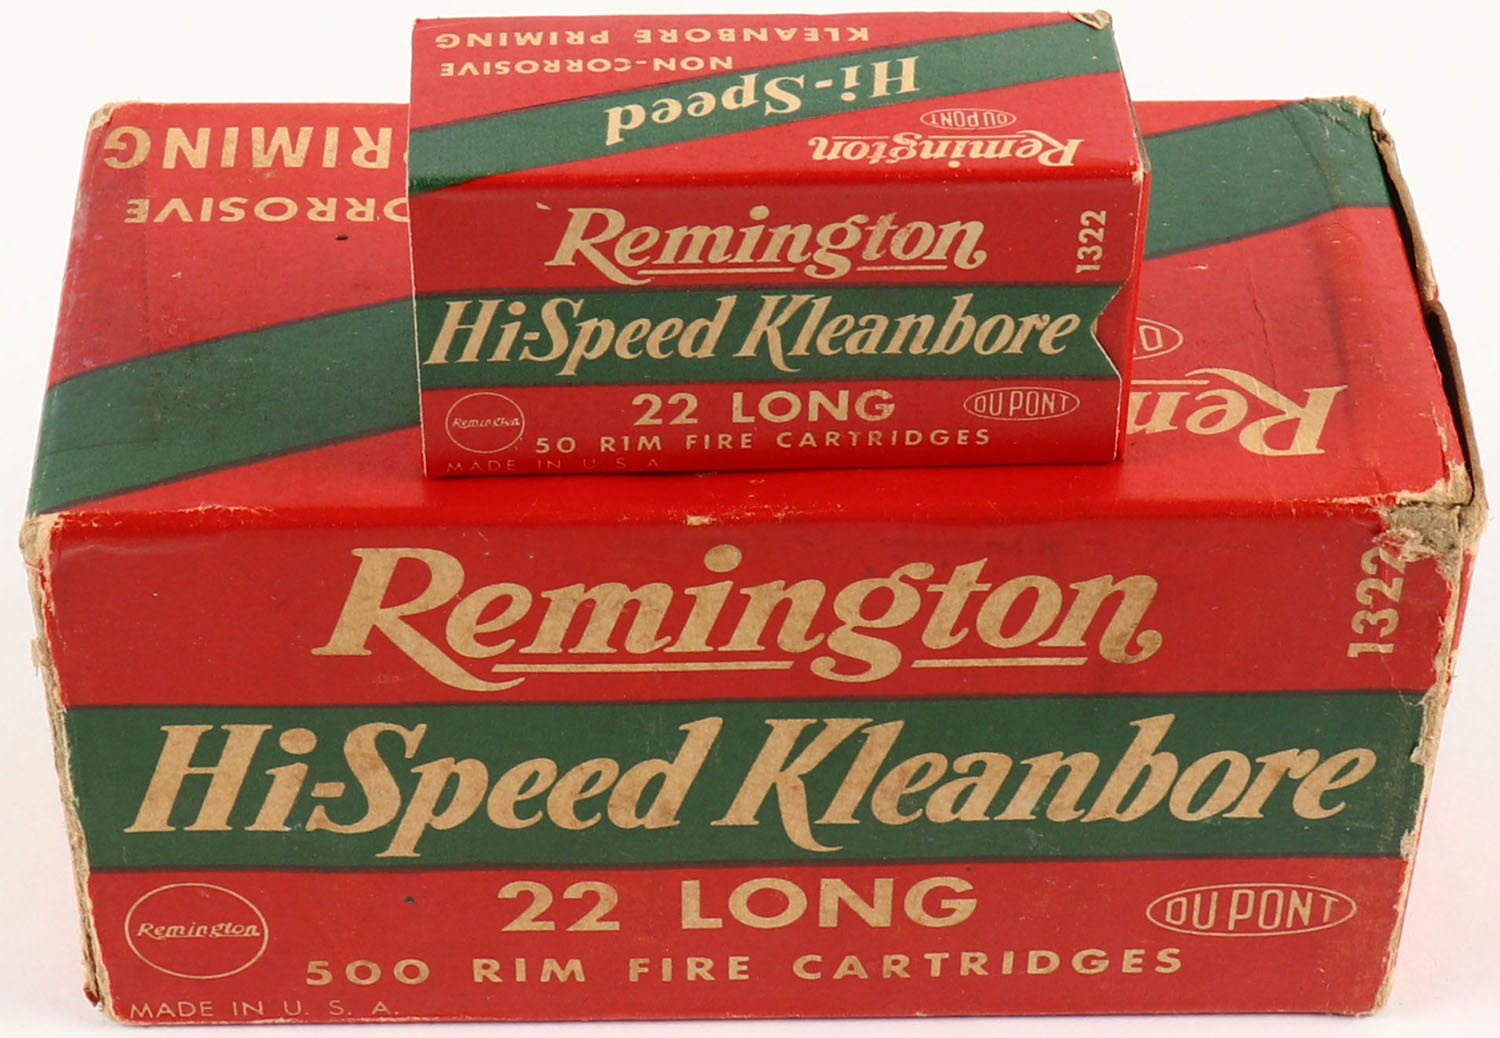 KLEANBORE PRIMING
NON-CORROSIVE
Hi-Speed
DU PONT
Remington
Remington
1322
Hi-Speed Kleanbore
22 LONG
DU PONT
Remington
50 RIM FIRE CARTRIDGES
MADE IN U S A
RIMING
ORROSIVE
Remington
1322
Hi-Speed Kleanbore
22 LONG
DU PONT
Remington
500 RIM FIRE CARTRIDGES
MADE IN U. S. A.